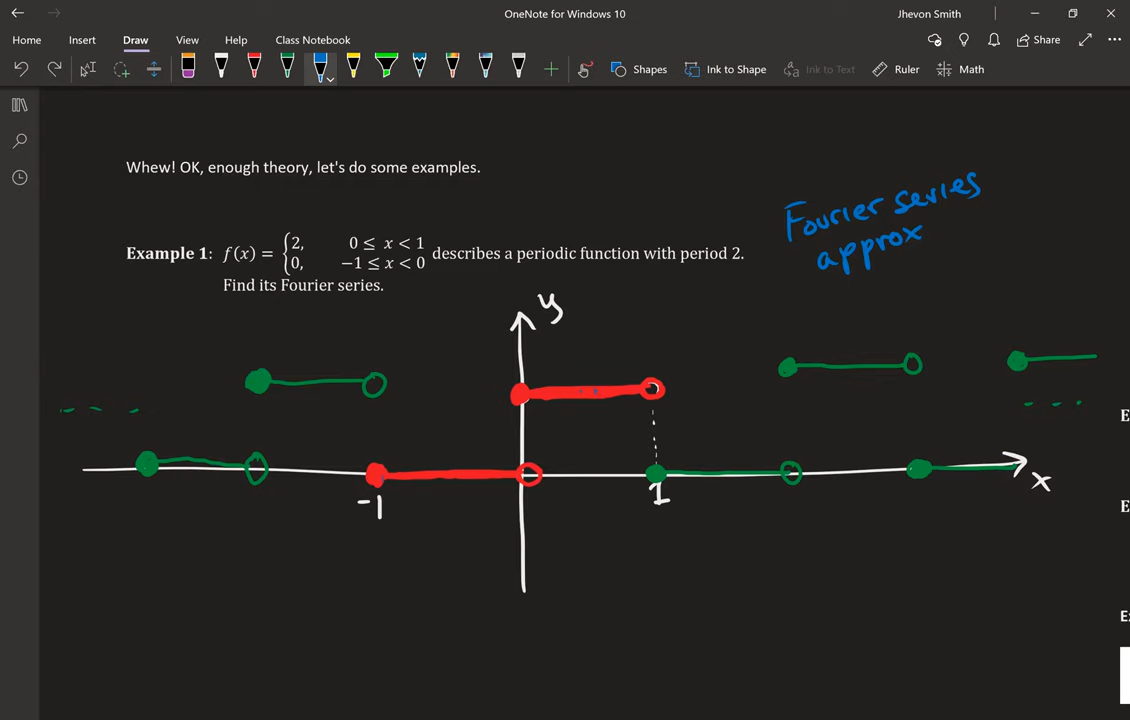 OneNote for Windows 10
Jhevon Smith
Home Insert Draw View Help Class Notebook
Share
Shapes Ink to Shape Ink to Text Ruler Math
Whew! OK, enough theory, let's do some examples.
Fourier series
approx
Example 1: f(x) = {2, 0 ≤ x < 1
0, −1 ≤ x < 0 describes a periodic function with period 2.
Find its Fourier series.
y
x
-1
1